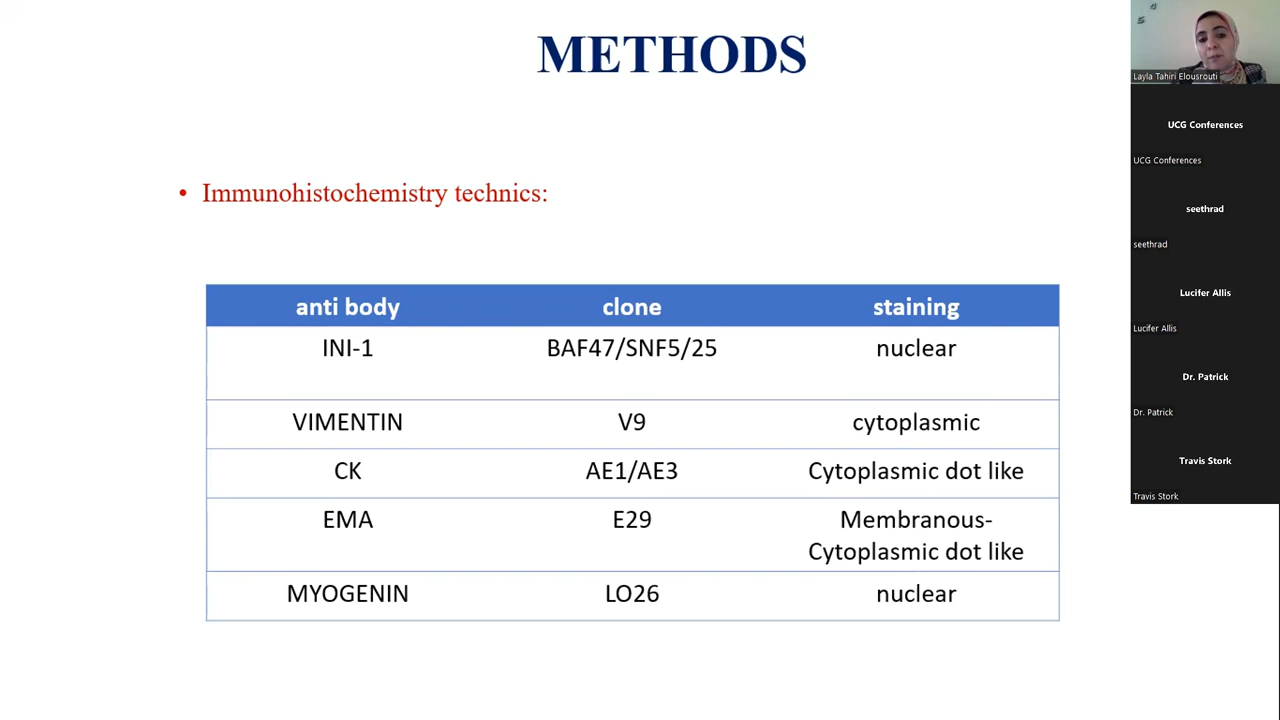 METHODS
• Immunohistochemistry technics:
anti body clone staining
INI-1 BAF47/SNF5/25 nuclear
VIMENTIN V9 cytoplasmic
CK AE1/AE3 Cytoplasmic dot like
EMA E29 Membranous-
Cytoplasmic dot like
MYOGENIN LO26 nuclear
Layla Tahiri Elousrouti
UCG Conferences
UCG Conferences
seethrad
seethrad
Lucifer Allis
Lucifer Allis
Dr. Patrick
Dr. Patrick
Travis Stork
Travis Stork